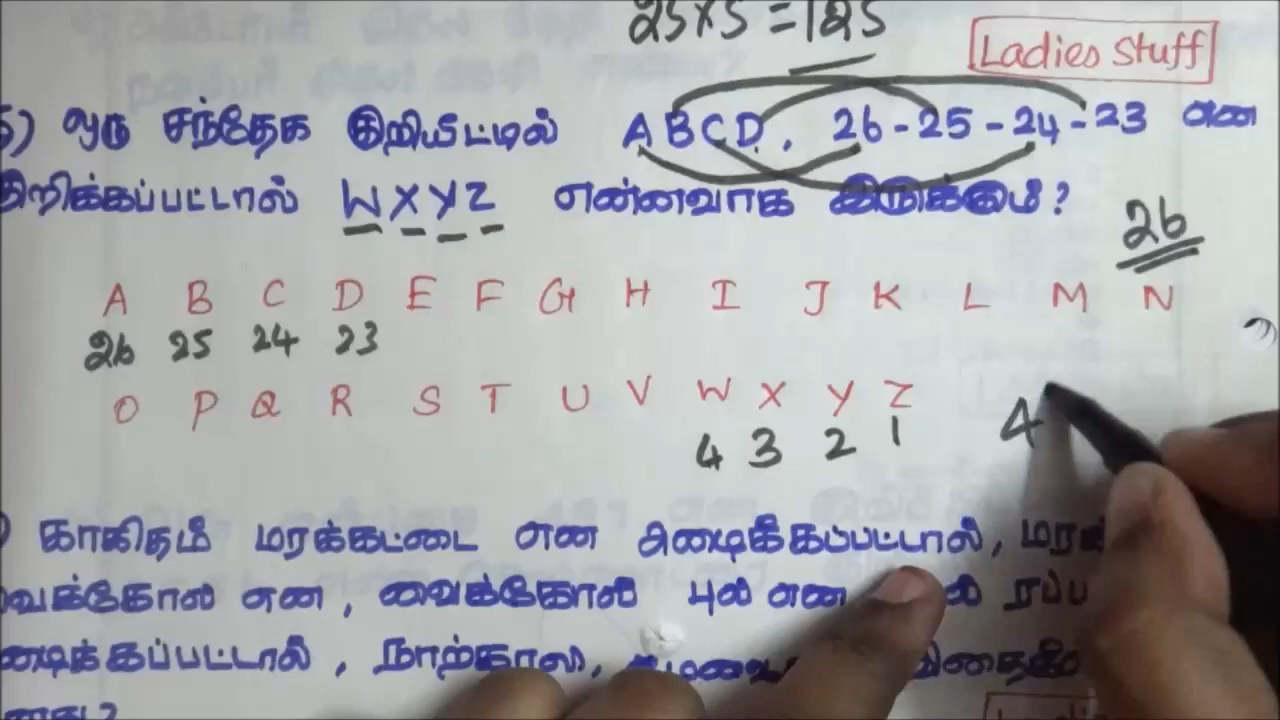 25×5 = 125
Ladies Stuff
5) ஒரு சந்தேக குறியீட்டில் ABCD, 26-25-24-23 என
குறிக்கப்பட்டால் WXYZ என்னவாக இருக்கும்?
26
A B C D E F G H I J K L M N
26 25 24 23
O P Q R S T U V W X Y Z
4 3 2 1 4
காகிதம் மரக்கட்டை என அழைக்கப்பட்டால்,
வைக்கோல் என, வைக்கோல் புல் என
அழைக்கப்பட்டால், நாற்காலி,